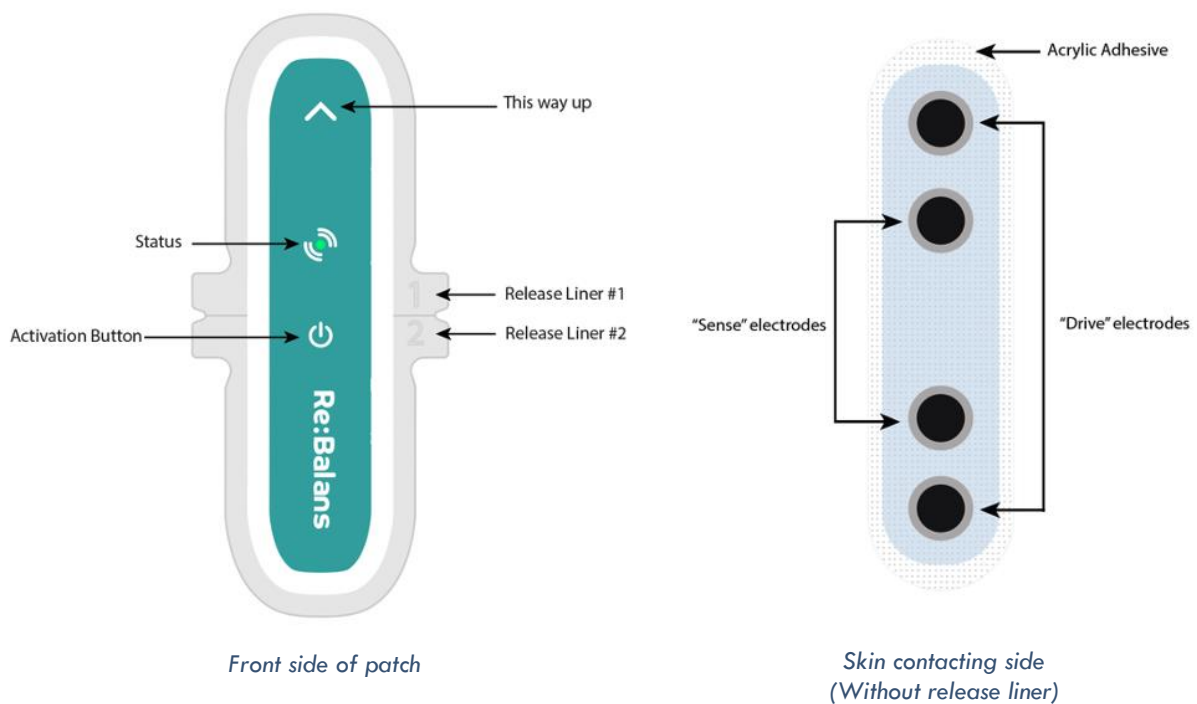 This way up
Status
1
Release Liner #1
2
Release Liner #2
Activation Button
Re:Balans
Front side of patch
Acrylic Adhesive
“Sense” electrodes
“Drive” electrodes
Skin contacting side
(Without release liner)